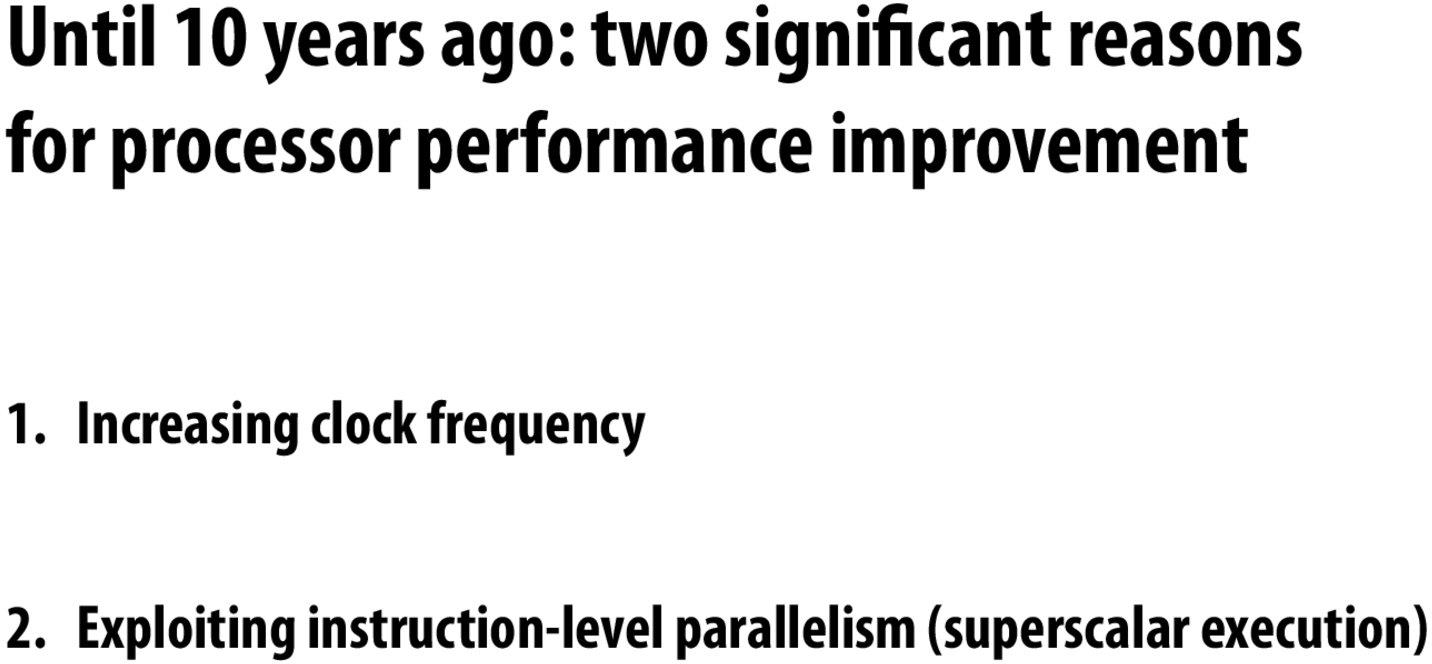 Until 10 years ago: two significant reasons
for processor performance improvement
1. Increasing clock frequency
2. Exploiting instruction-level parallelism (superscalar execution)